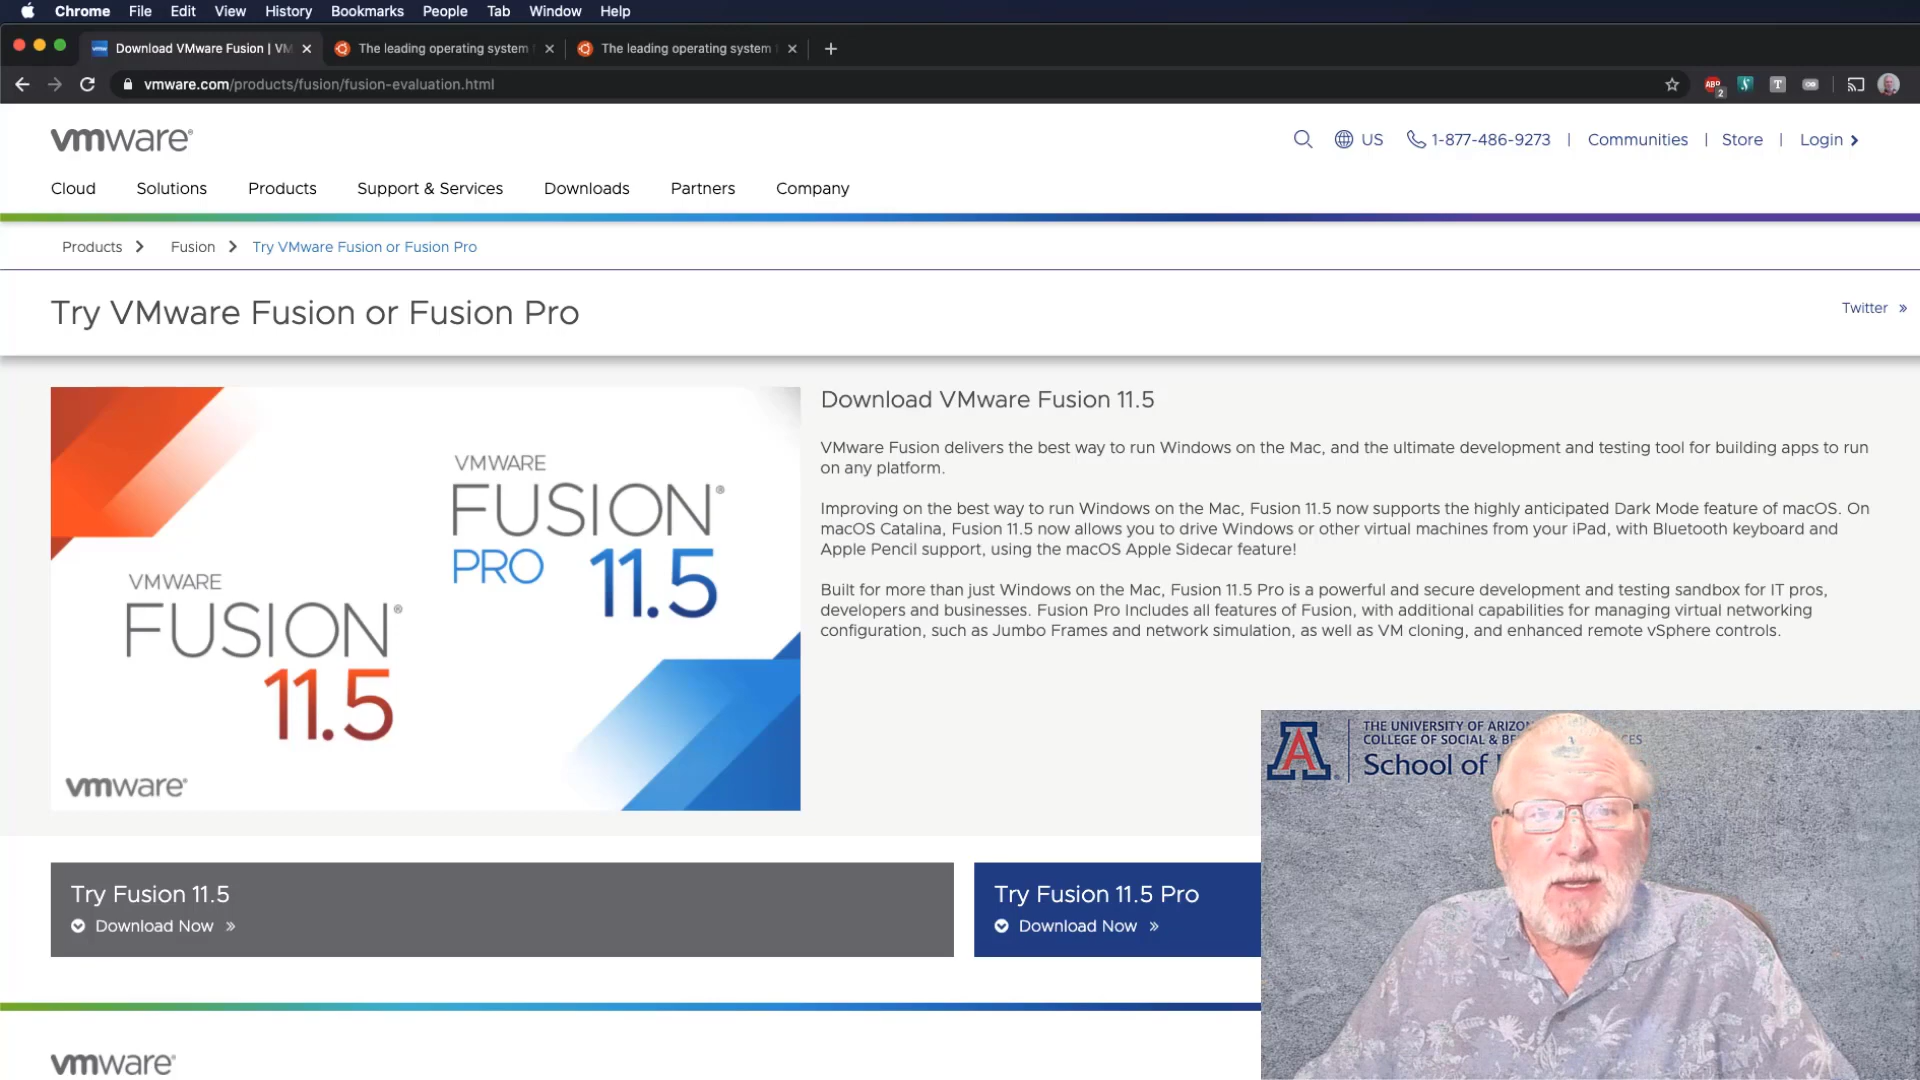 Chrome File Edit View History Bookmarks People Tab Window Help
Download VMware Fusion | VM
The leading operating system
The leading operating system
vmware.com/products/fusion/fusion-evaluation.html
ABP
2
T
vmware®
US
1-877-486-9273 | Communities | Store | Login
Cloud Solutions Products Support & Services Downloads Partners Company
Products Fusion Try VMware Fusion or Fusion Pro
Try VMware Fusion or Fusion Pro
Twitter »
VMWARE
FUSION®
PRO 11.5
VMWARE
FUSION®
11.5
vmware®
Download VMware Fusion 11.5
VMware Fusion delivers the best way to run Windows on the Mac, and the ultimate development and testing tool for building apps to run
on any platform.
Improving on the best way to run Windows on the Mac, Fusion 11.5 now supports the highly anticipated Dark Mode feature of macOS. On
macOS Catalina, Fusion 11.5 now allows you to drive Windows or other virtual machines from your iPad, with Bluetooth keyboard and
Apple Pencil support, using the macOS Apple Sidecar feature!
Built for more than just Windows on the Mac, Fusion 11.5 Pro is a powerful and secure development and testing sandbox for IT pros,
developers and businesses. Fusion Pro Includes all features of Fusion, with additional capabilities for managing virtual networking
configuration, such as Jumbo Frames and network simulation, as well as VM cloning, and enhanced remote vSphere controls.
THE UNIVERSITY OF
COLLEGE OF SOCIAL &
School of
A
Try Fusion 11.5
Download Now »
Try Fusion 11.5 Pro
Download Now »
vmware®